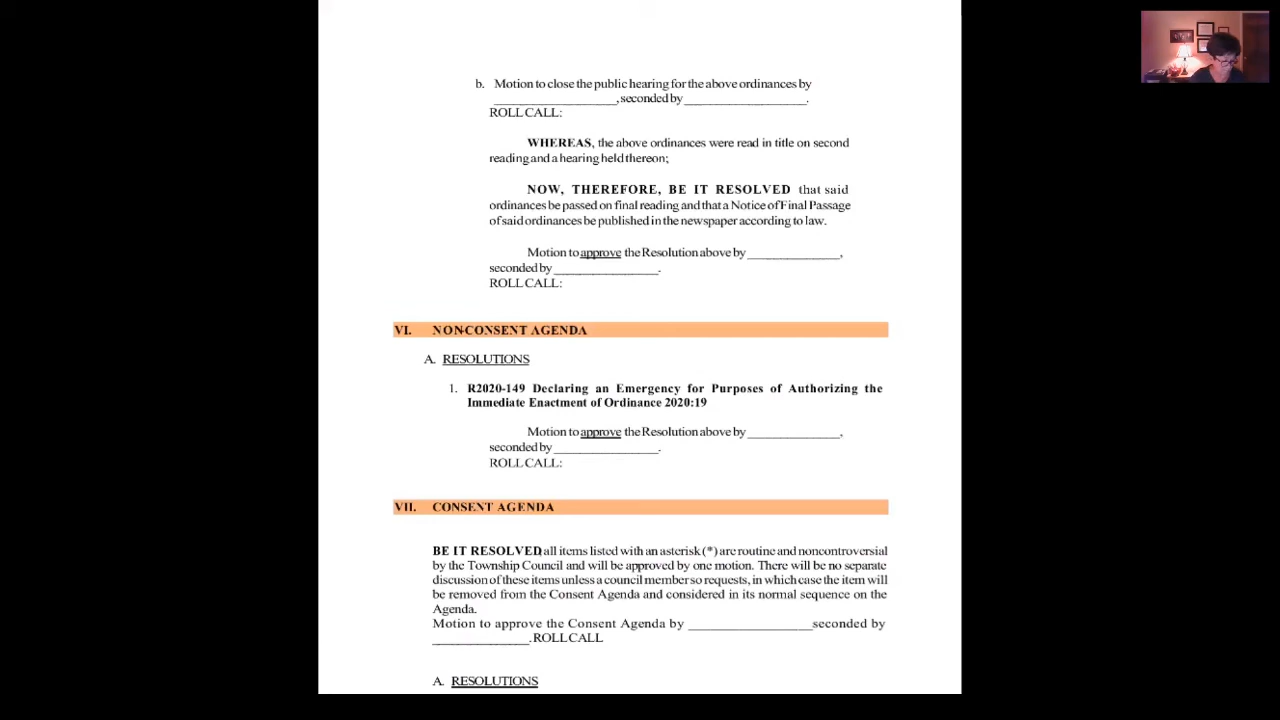 b. Motion to close the public hearing for the above ordinances by
___________________, seconded by ___________________.
ROLL CALL:
WHEREAS, the above ordinances were read in title on second
reading and a hearing held thereon;
NOW, THEREFORE, BE IT RESOLVED that said
ordinances be passed on final reading and that a Notice of Final Passage
of said ordinances be published in the newspaper according to law.
Motion to approve the Resolution above by ______________,
seconded by ________________.
ROLL CALL:
VI. NON-CONSENT AGENDA
A. RESOLUTIONS
1. R2020-149 Declaring an Emergency for Purposes of Authorizing the
Immediate Enactment of Ordinance 2020:19
Motion to approve the Resolution above by ______________,
seconded by ________________.
ROLL CALL:
VII. CONSENT AGENDA
BE IT RESOLVED, all items listed with an asterisk (*) are routine and noncontroversial
by the Township Council and will be approved by one motion. There will be no separate
discussion of these items unless a council member so requests, in which case the item will
be removed from the Consent Agenda and considered in its normal sequence on the
Agenda.
Motion to approve the Consent Agenda by ___________________ seconded by
_______________. ROLL CALL
A. RESOLUTIONS